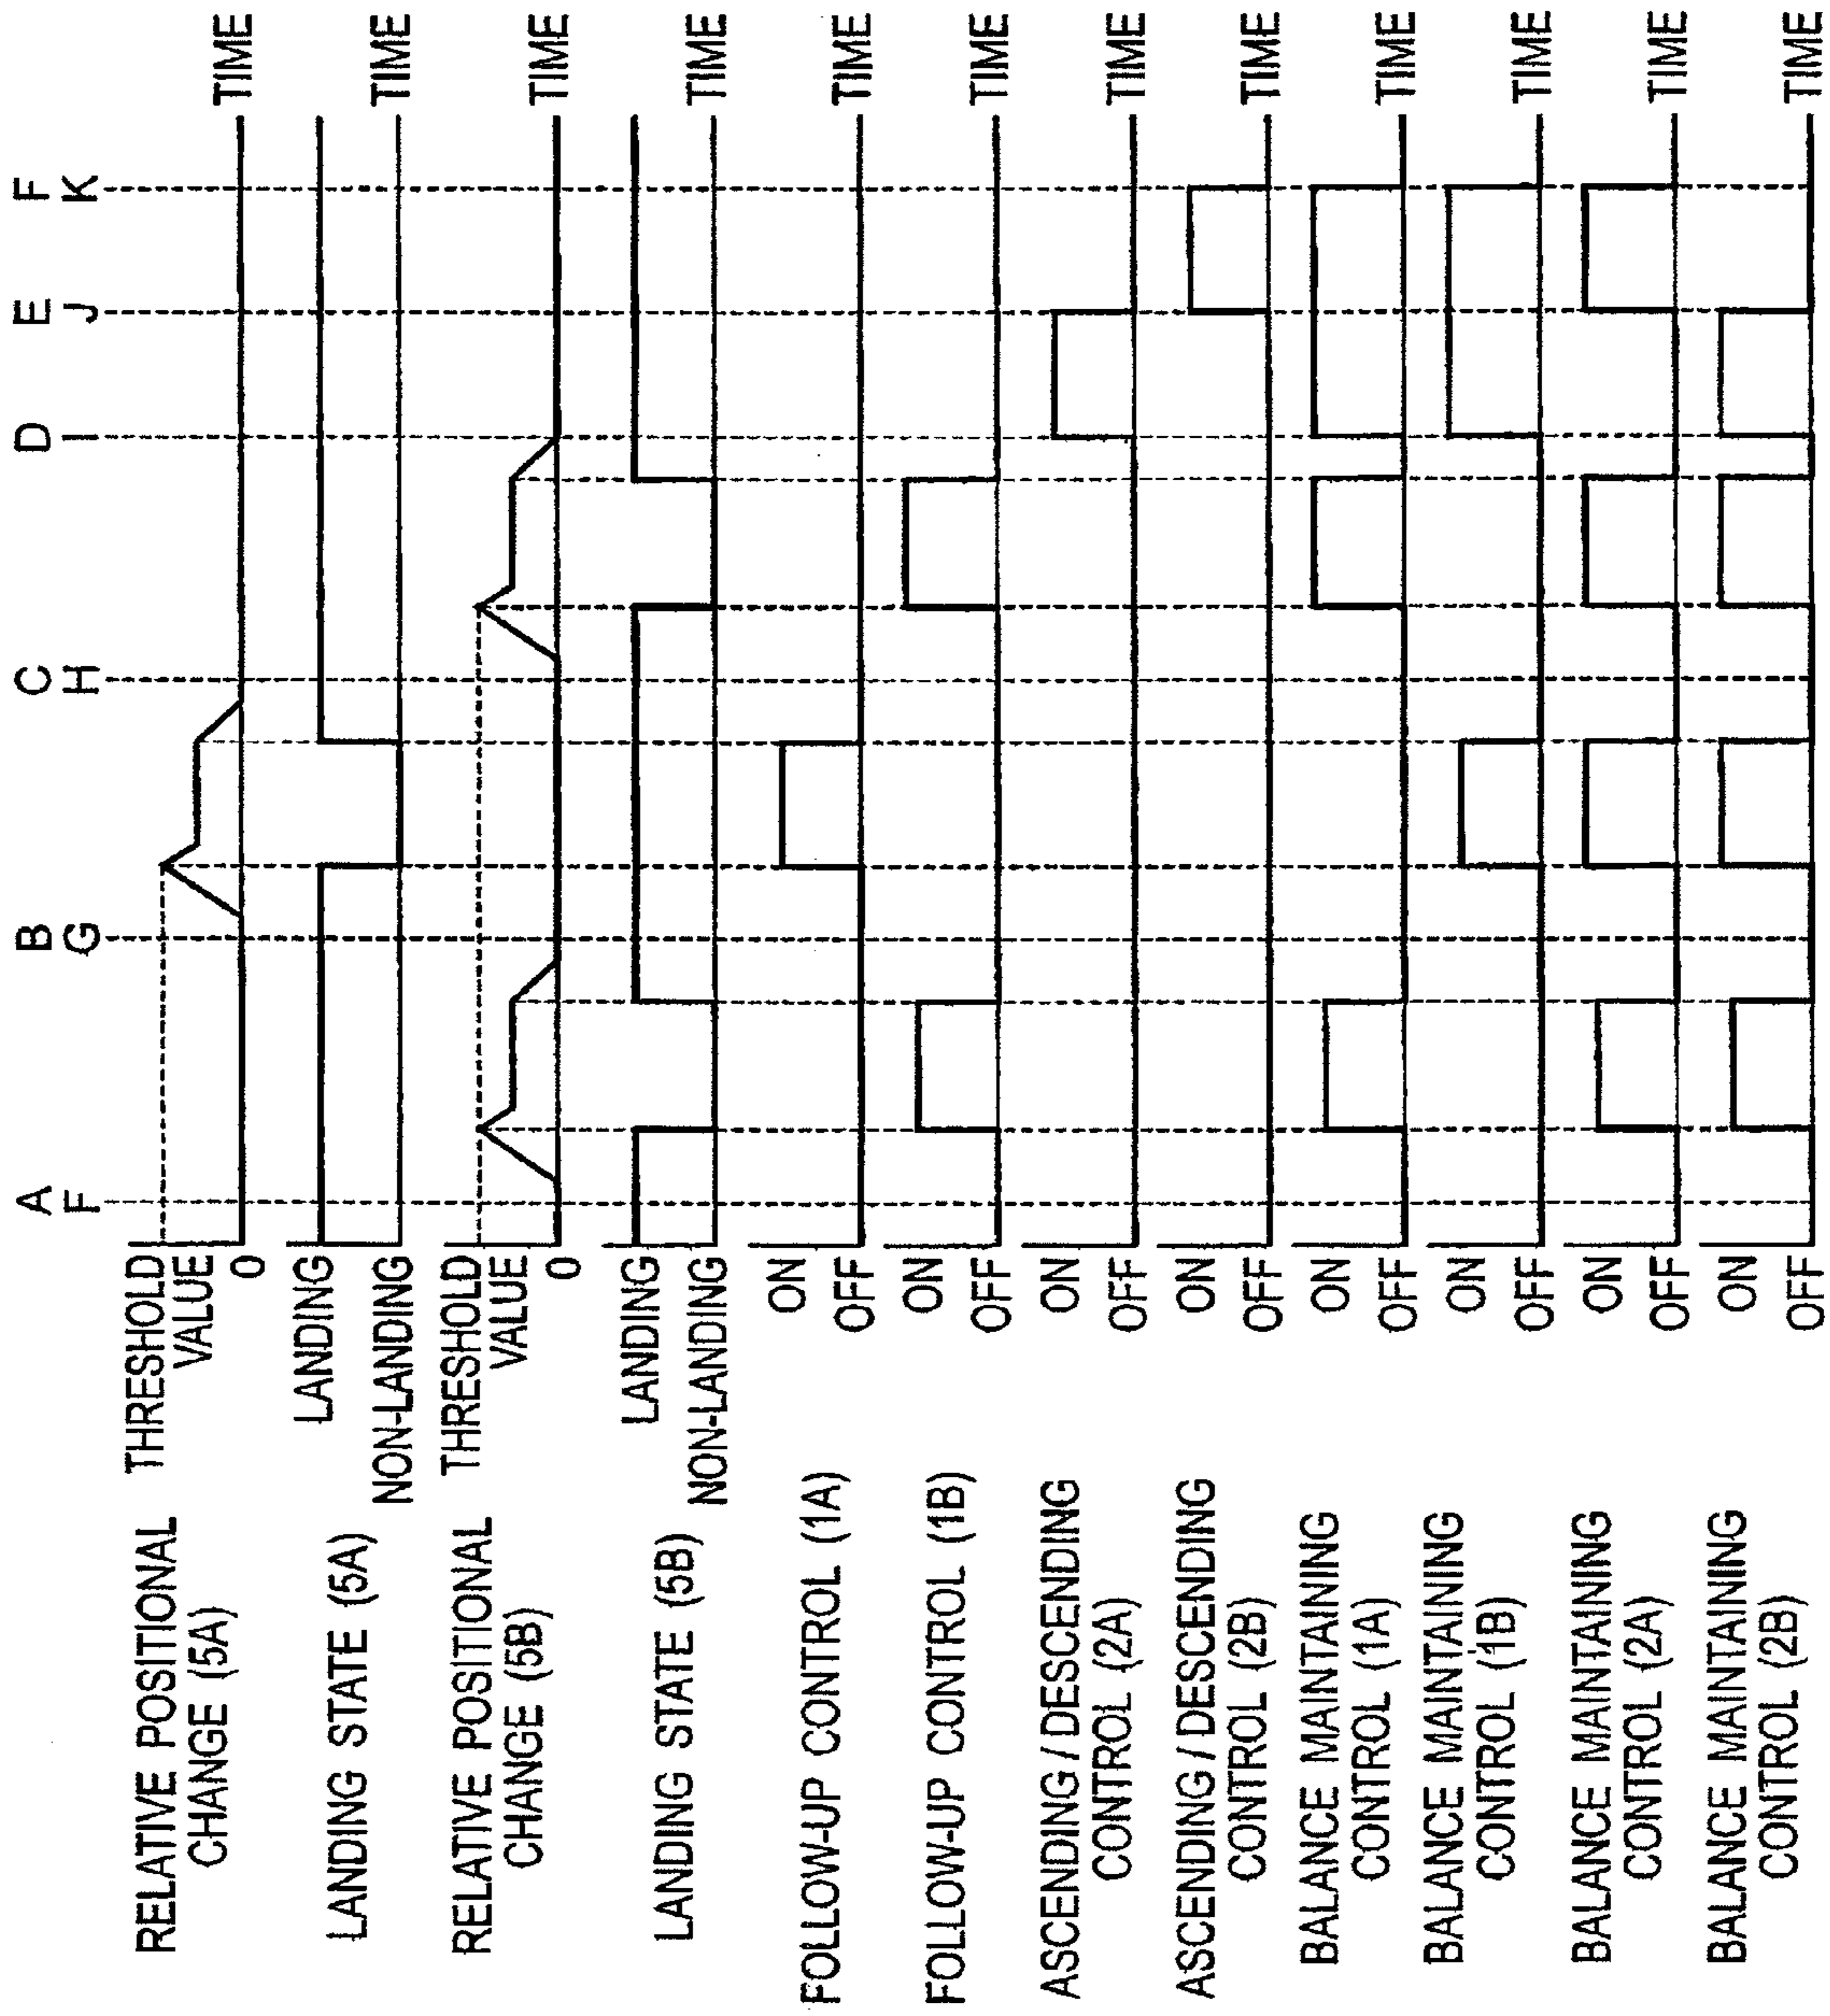 A B C D E F
F G H I J K
RELATIVE POSITIONAL
CHANGE (5A)
THRESHOLD
VALUE
0
TIME
LANDING STATE (5A)
LANDING
NON-LANDING
TIME
RELATIVE POSITIONAL
CHANGE (5B)
THRESHOLD
VALUE
0
TIME
LANDING STATE (5B)
LANDING
NON-LANDING
TIME
FOLLOW-UP CONTROL (1A)
ON
OFF
TIME
FOLLOW-UP CONTROL (1B)
ON
OFF
TIME
ASCENDING / DESCENDING
CONTROL (2A)
ON
OFF
TIME
ASCENDING / DESCENDING
CONTROL (2B)
ON
OFF
TIME
BALANCE MAINTAINING
CONTROL (1A)
ON
OFF
TIME
BALANCE MAINTAINING
CONTROL (1B)
ON
OFF
TIME
BALANCE MAINTAINING
CONTROL (2A)
ON
OFF
TIME
BALANCE MAINTAINING
CONTROL (2B)
ON
OFF
TIME